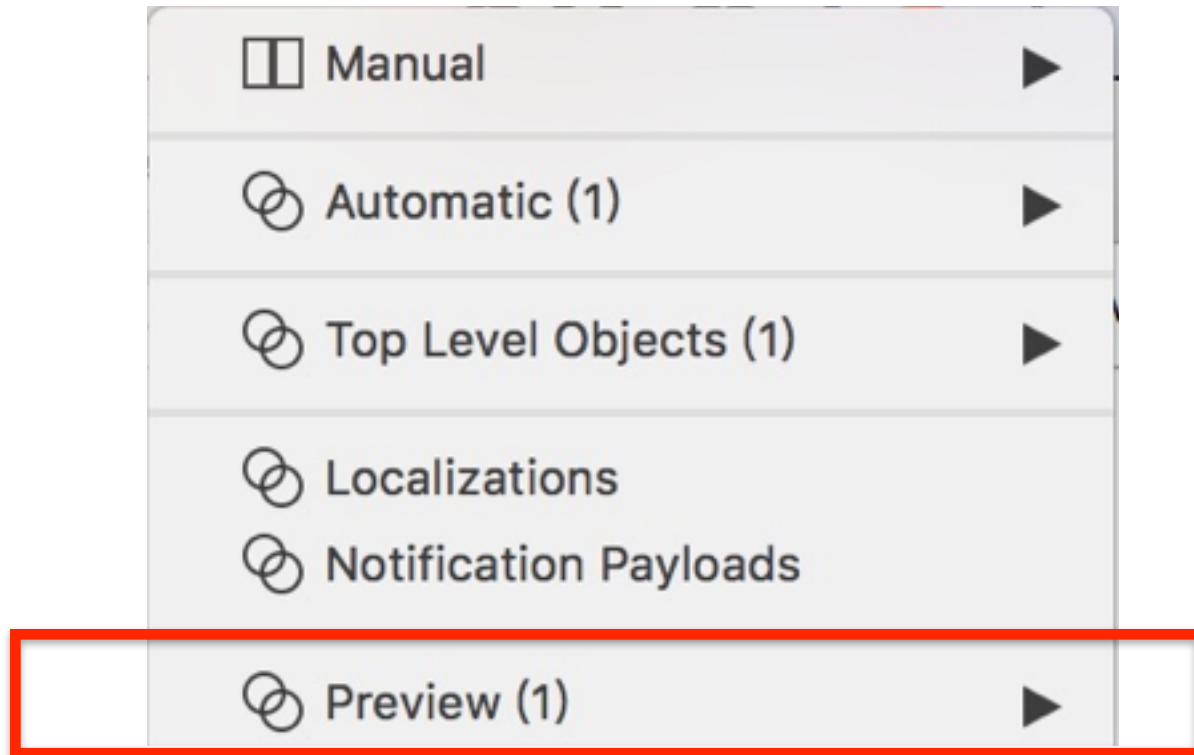 Manual
Automatic (1)
Top Level Objects (1)
Localizations
Notification Payloads
Preview (1)